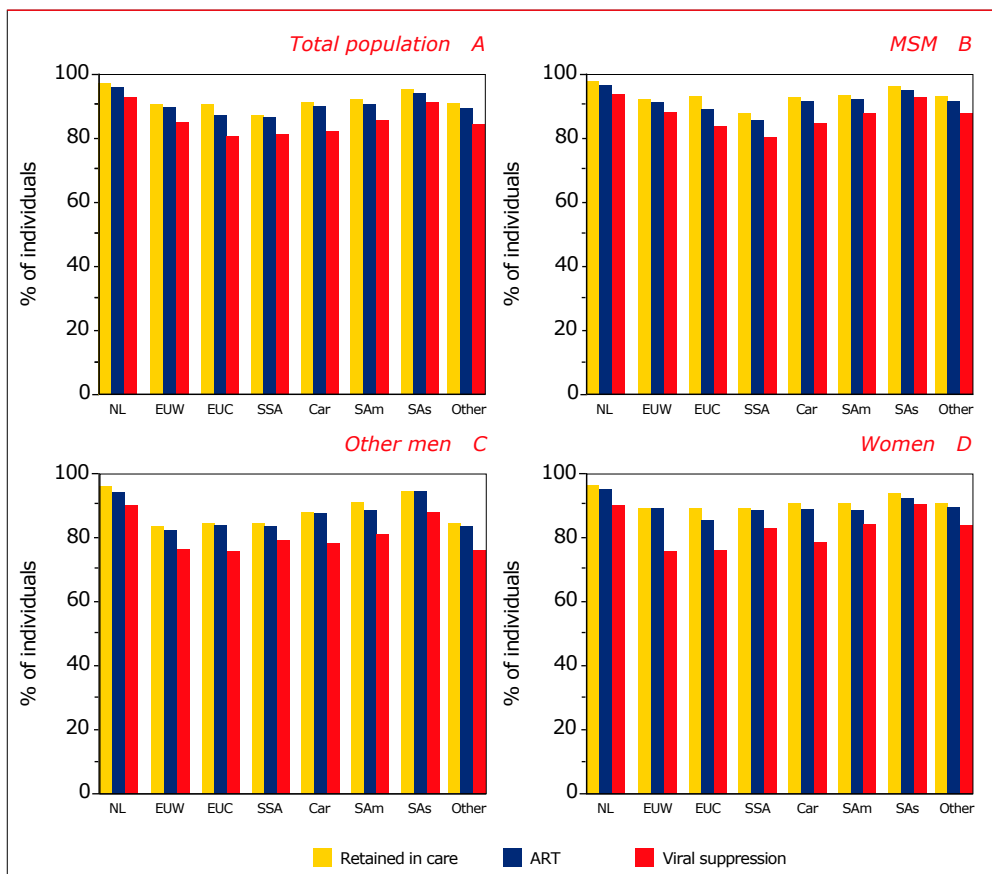 Total population A
% of individuals
100
80
60
40
20
0
NL EUW EUC SSA Car SAm SAs Other
MSM B
% of individuals
100
80
60
40
20
0
NL EUW EUC SSA Car SAm SAs Other
Other men C
% of individuals
100
80
60
40
20
0
NL EUW EUC SSA Car SAm SAs Other
Women D
% of individuals
100
80
60
40
20
0
NL EUW EUC SSA Car SAm SAs Other
Retained in care ART Viral suppression